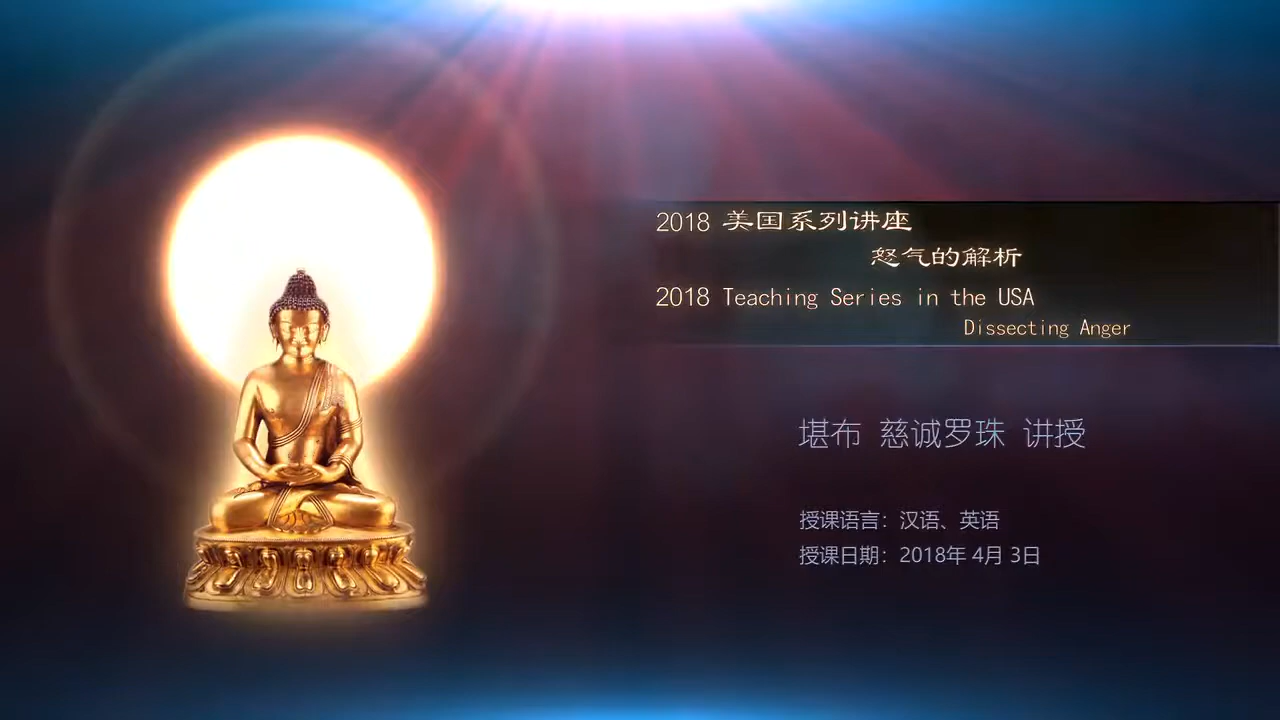 2018 美国系列讲座
怒气的解析
2018 Teaching Series in the USA
Dissecting Anger
堪布 慈诚罗珠 讲授
授课语言：汉语、英语
授课日期：2018年 4月 3日